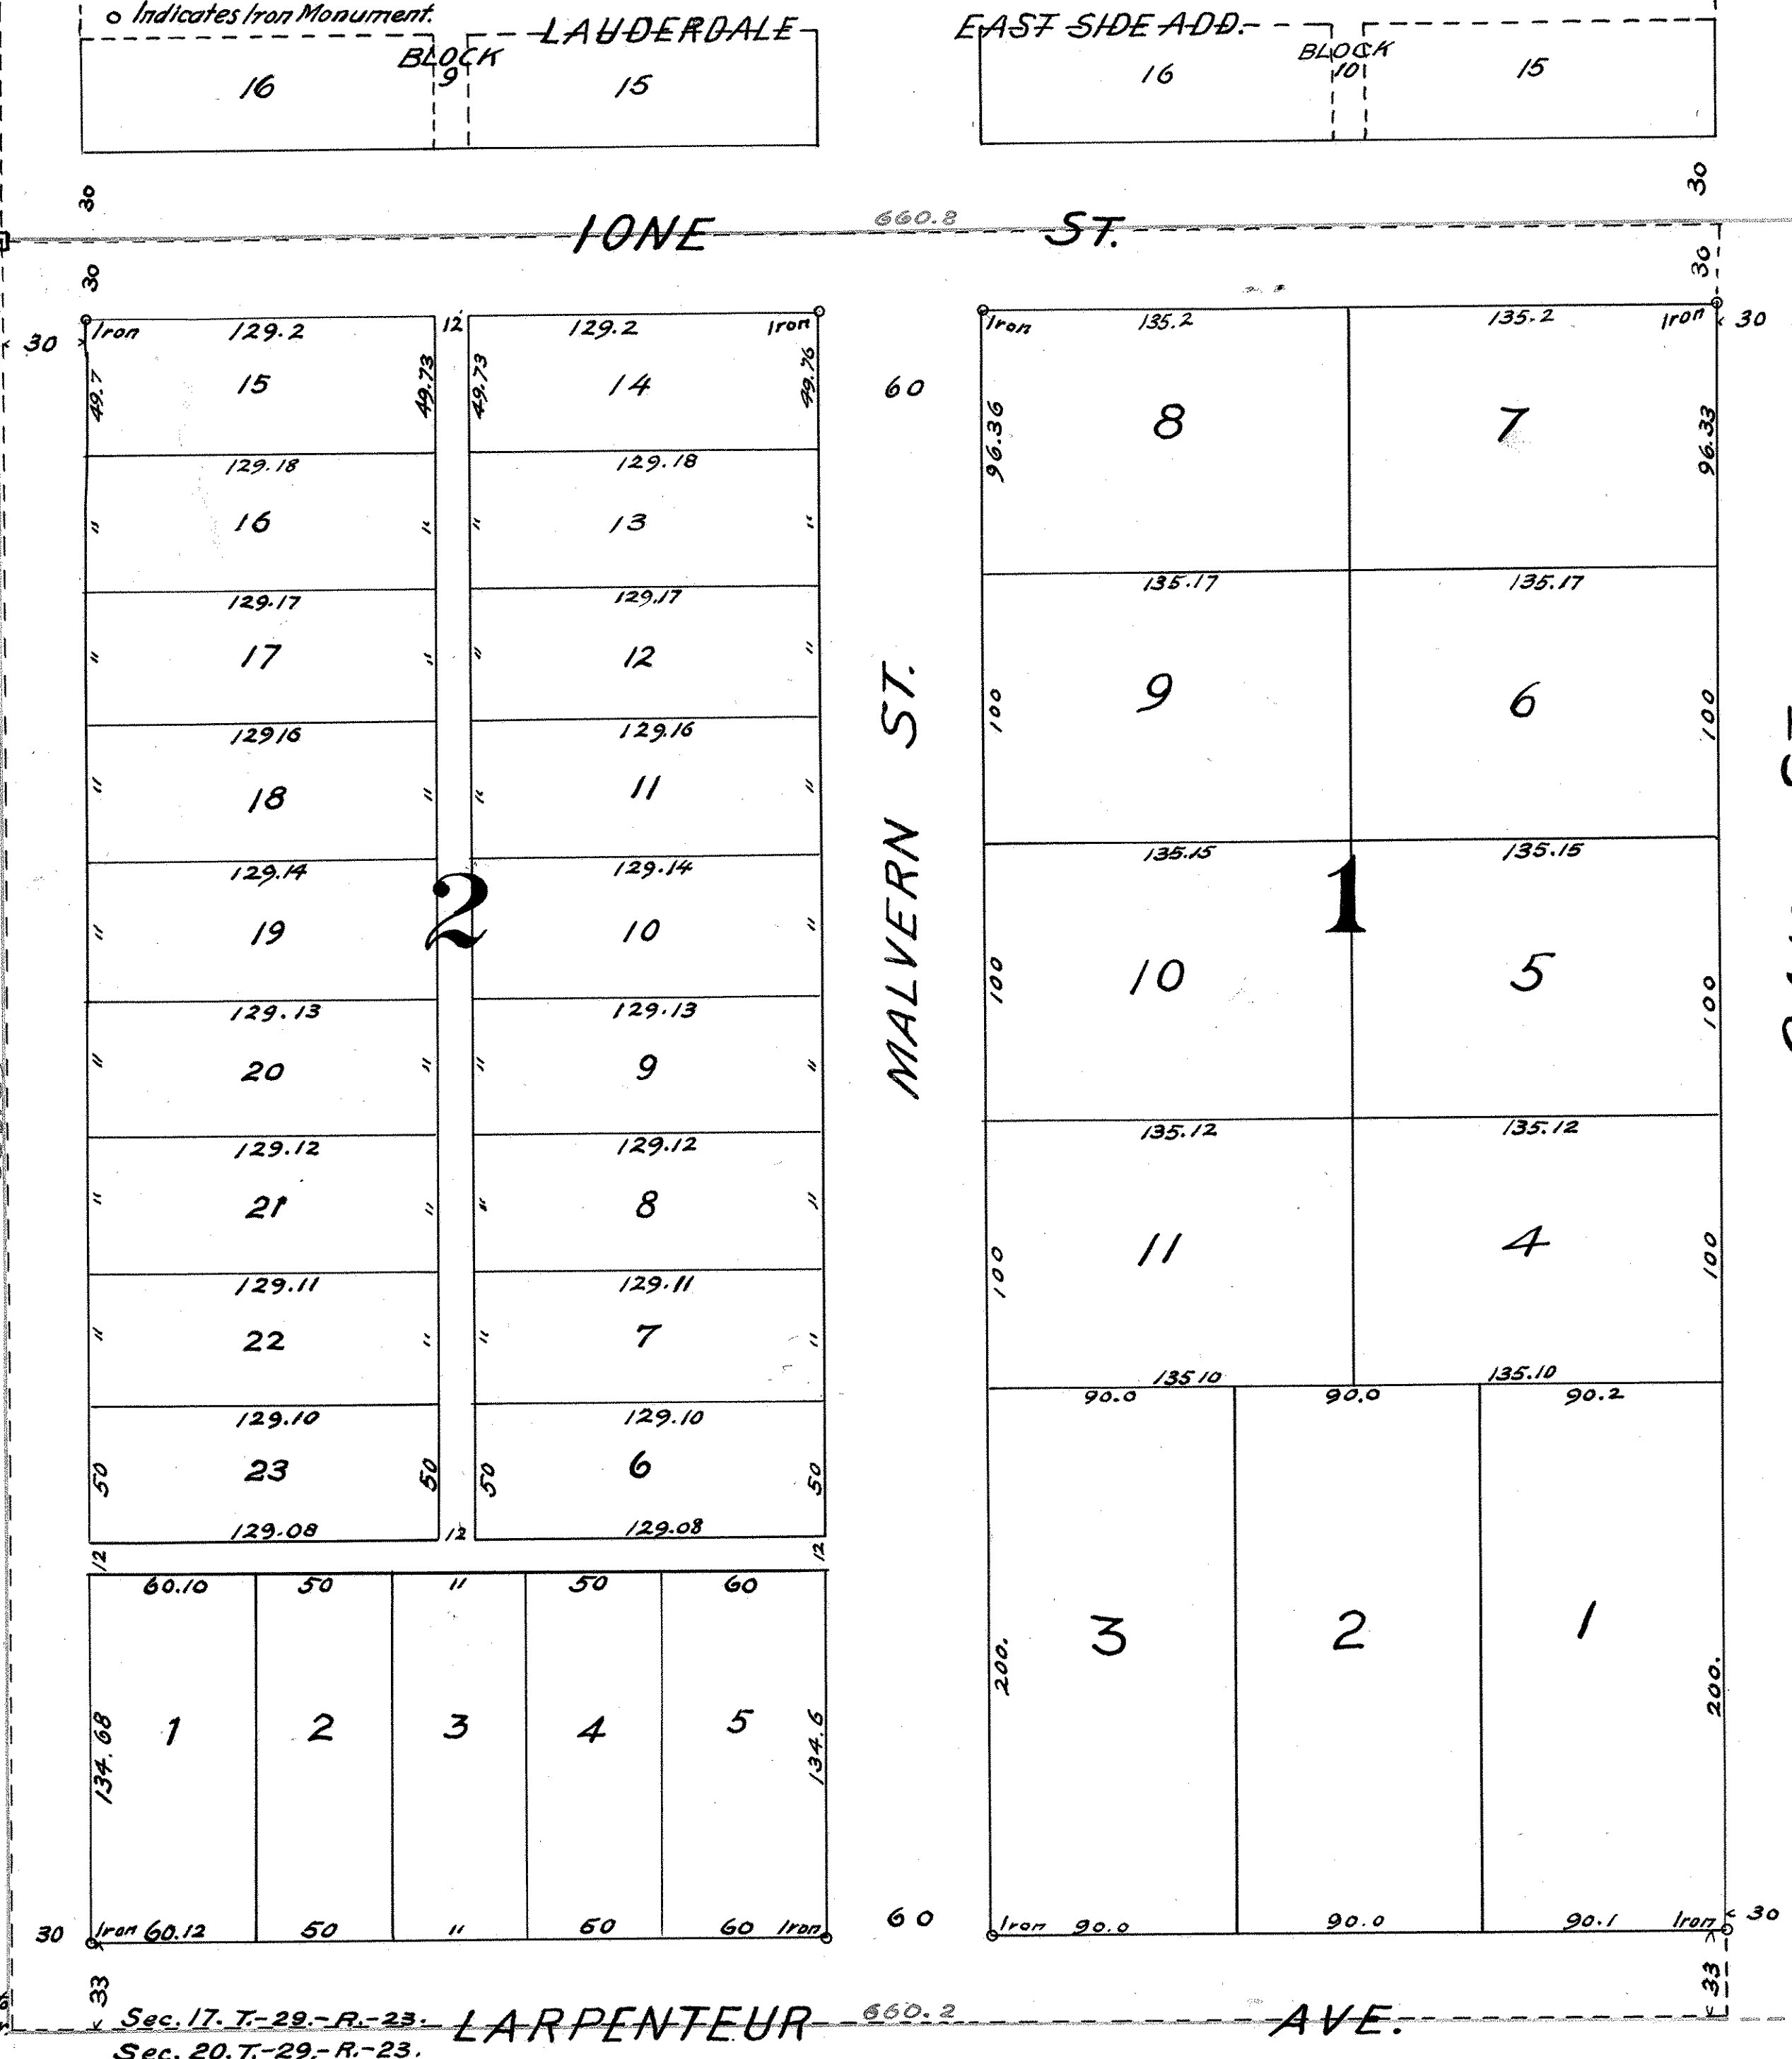 o Indicates Iron Monument.
LAUDERDALE EAST SIDE ADD.
BLOCK
9
BLOCK
10
16 15 16 15
30 30
660.8
IONE ST.
30 30
Iron 129.2 12 129.2 Iron Iron 135.2 135.2 Iron 30
30
49.7 15 49.73 49.73 14 49.76 60 96.36 8 7 96.33
129.18 129.18
" 16 " " 13 "
135.17 135.17
129.17 129.17
" 17 " " 12 " 100 9 6 100
129 16 129.16
" 18 " " 11 "
MALVERN ST.
135.15 135.15
129.14 129.14
2 1
" 19 " " 10 " 100 10 5 100
129.13 129.13
" 20 " " 9 "
135.12 135.12
129.12 129.12
" 21 " " 8 " 100 11 4 100
129.11 129.11
" 22 " " 7 "
135 10 135.10
90.0 90.0 90.2
129.10 129.10
50 23 50 50 6 50
129.08 12 129.08
12 12
60.10 50 " 50 60
200. 3 2 1 200.
134.68 1 2 3 4 5 134.6
30 Iron 60.12 50 " 50 60 Iron 60 Iron 90.0 90.0 90.1 Iron 30
33 33
Sec. 17. T.-29.-R.-23. LARPENTEUR 660.2 AVE.
Sec. 20. T.-29.-R.-23.